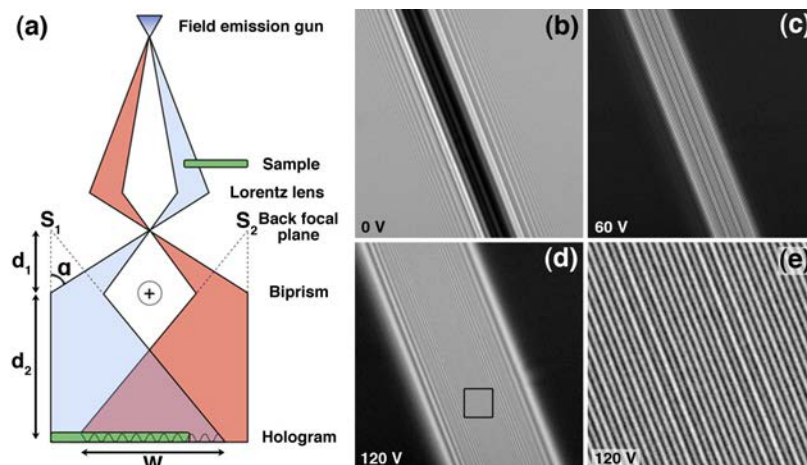 (a)
Field emission gun
Sample
Lorentz lens
S1
S2
Back focal
plane
d1
α
Biprism
+
d2
Hologram
W
(b)
0 V
(c)
60 V
(d)
120 V
(e)
120 V